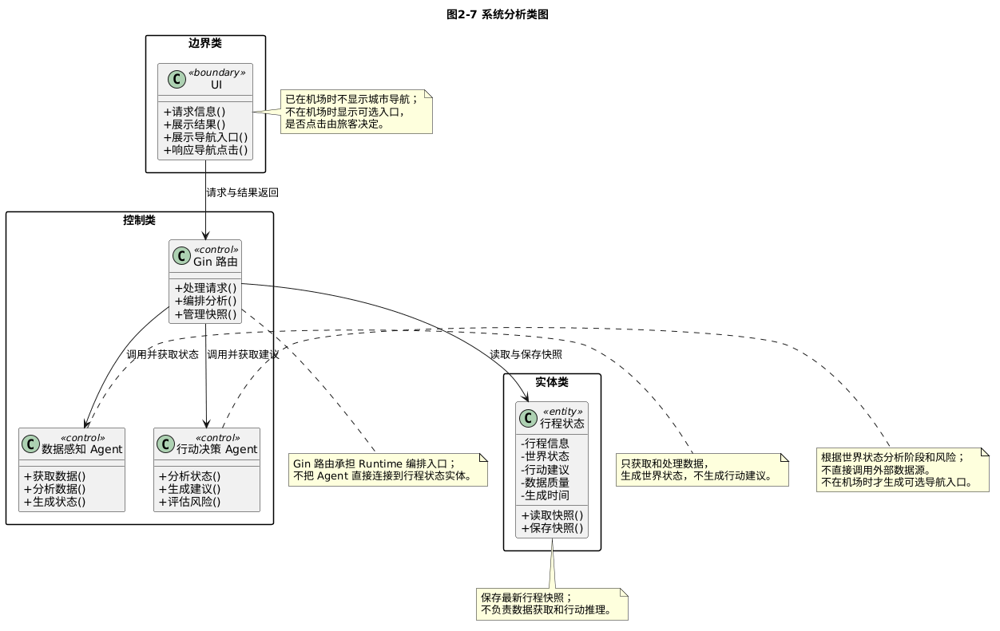 图2-7 系统分析类图
边界类
C
«boundary»
UI
+请求信息()
+展示结果()
+展示导航入口()
+响应导航点击()
已在机场时不显示城市导航；
不在机场时显示可选入口，
是否点击由旅客决定。
请求与结果返回
控制类
C
«control»
Gin 路由
+处理请求()
+编排分析()
+管理快照()
调用并获取状态
调用并获取建议
读取与保存快照
C
«control»
数据感知 Agent
+获取数据()
+分析数据()
+生成状态()
C
«control»
行动决策 Agent
+分析状态()
+生成建议()
+评估风险()
Gin 路由承担 Runtime 编排入口；
不把 Agent 直接连接到行程状态实体。
实体类
C
«entity»
行程状态
-行程信息
-世界状态
-行动建议
-数据质量
-生成时间
+读取快照()
+保存快照()
只获取和处理数据，
生成世界状态，不生成行动建议。
根据世界状态分析阶段和风险；
不直接调用外部数据源。
不在机场时才生成可选导航入口。
保存最新行程快照；
不负责数据获取和行动推理。